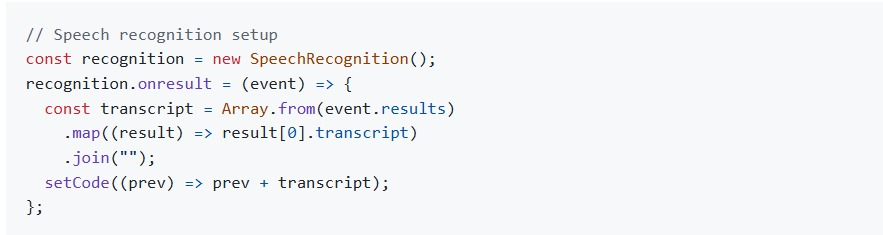 // Speech recognition setup
const recognition = new SpeechRecognition();
recognition.onresult = (event) => {
  const transcript = Array.from(event.results)
    .map((result) => result[0].transcript)
    .join("");
  setCode((prev) => prev + transcript);
};